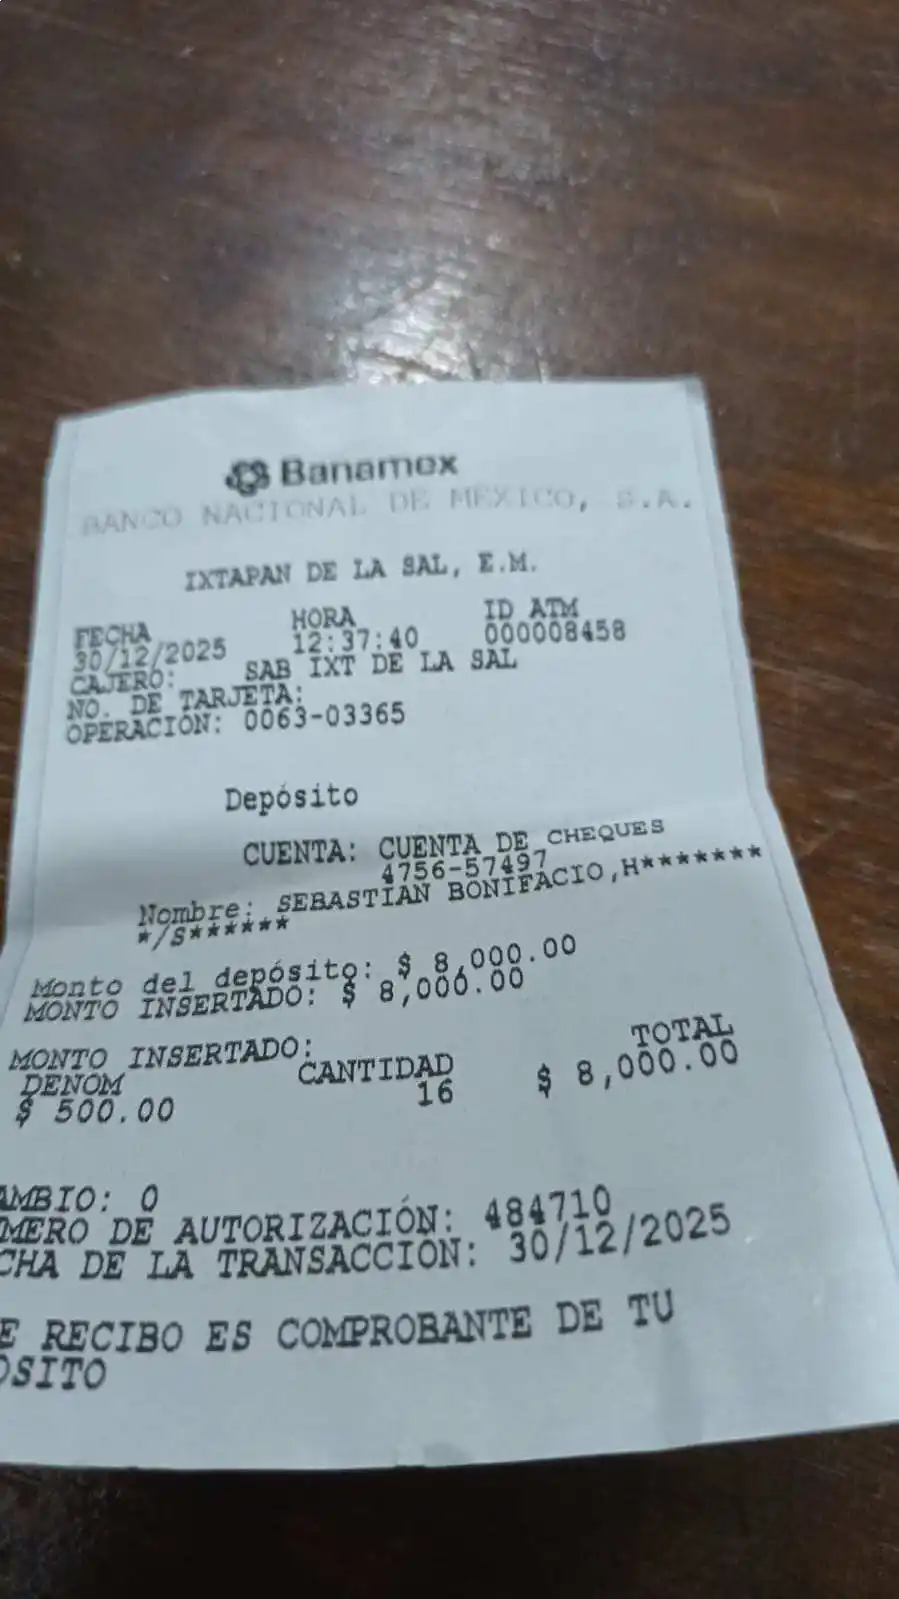 Banamex
BANCO NACIONAL DE MEXICO, S.A.
IXTAPAN DE LA SAL, E.M.
FECHA HORA ID ATM
30/12/2025 12:37:40 000008458
CAJERO: SAB IXT DE LA SAL
NO. DE TARJETA:
OPERACIÓN: 0063-03365
Depósito
CUENTA: CUENTA DE CHEQUES
4756-57497
Nombre: SEBASTIAN BONIFACIO,H*******
*/S******
Monto del depósito: $ 8,000.00
MONTO INSERTADO: $ 8,000.00
MONTO INSERTADO:
DENOM CANTIDAD TOTAL
$ 500.00 16 $ 8,000.00
AMBIO: 0
MERO DE AUTORIZACIÓN: 484710
CHA DE LA TRANSACCION: 30/12/2025
E RECIBO ES COMPROBANTE DE TU
ÓSITO